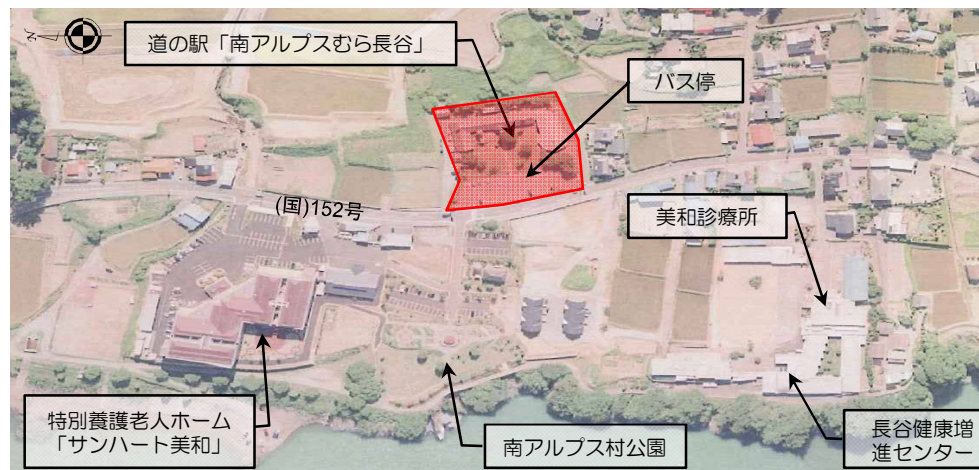 N
道の駅「南アルプスむら長谷」
バス停
(国)152号
美和診療所
特別養護老人ホーム
「サンハート美和」
南アルプス村公園
長谷健康増
進センター